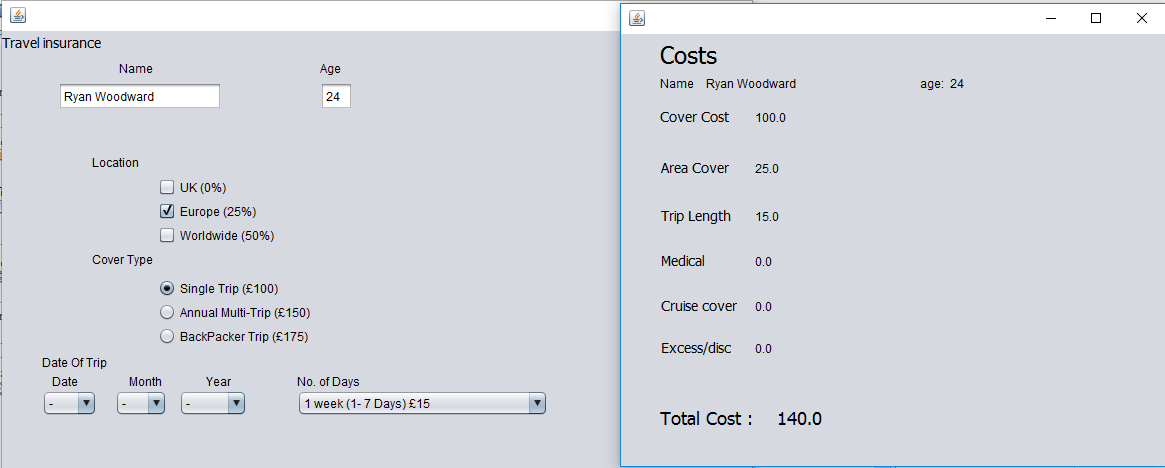 Travel insurance
Name Age
Ryan Woodward 24
Location
UK (0%)
Europe (25%)
Worldwide (50%)
Cover Type
Single Trip (£100)
Annual Multi-Trip (£150)
BackPacker Trip (£175)
Date Of Trip
Date Month Year No. of Days
- - - 1 week (1- 7 Days) £15
Costs
Name Ryan Woodward age: 24
Cover Cost 100.0
Area Cover 25.0
Trip Length 15.0
Medical 0.0
Cruise cover 0.0
Excess/disc 0.0
Total Cost : 140.0